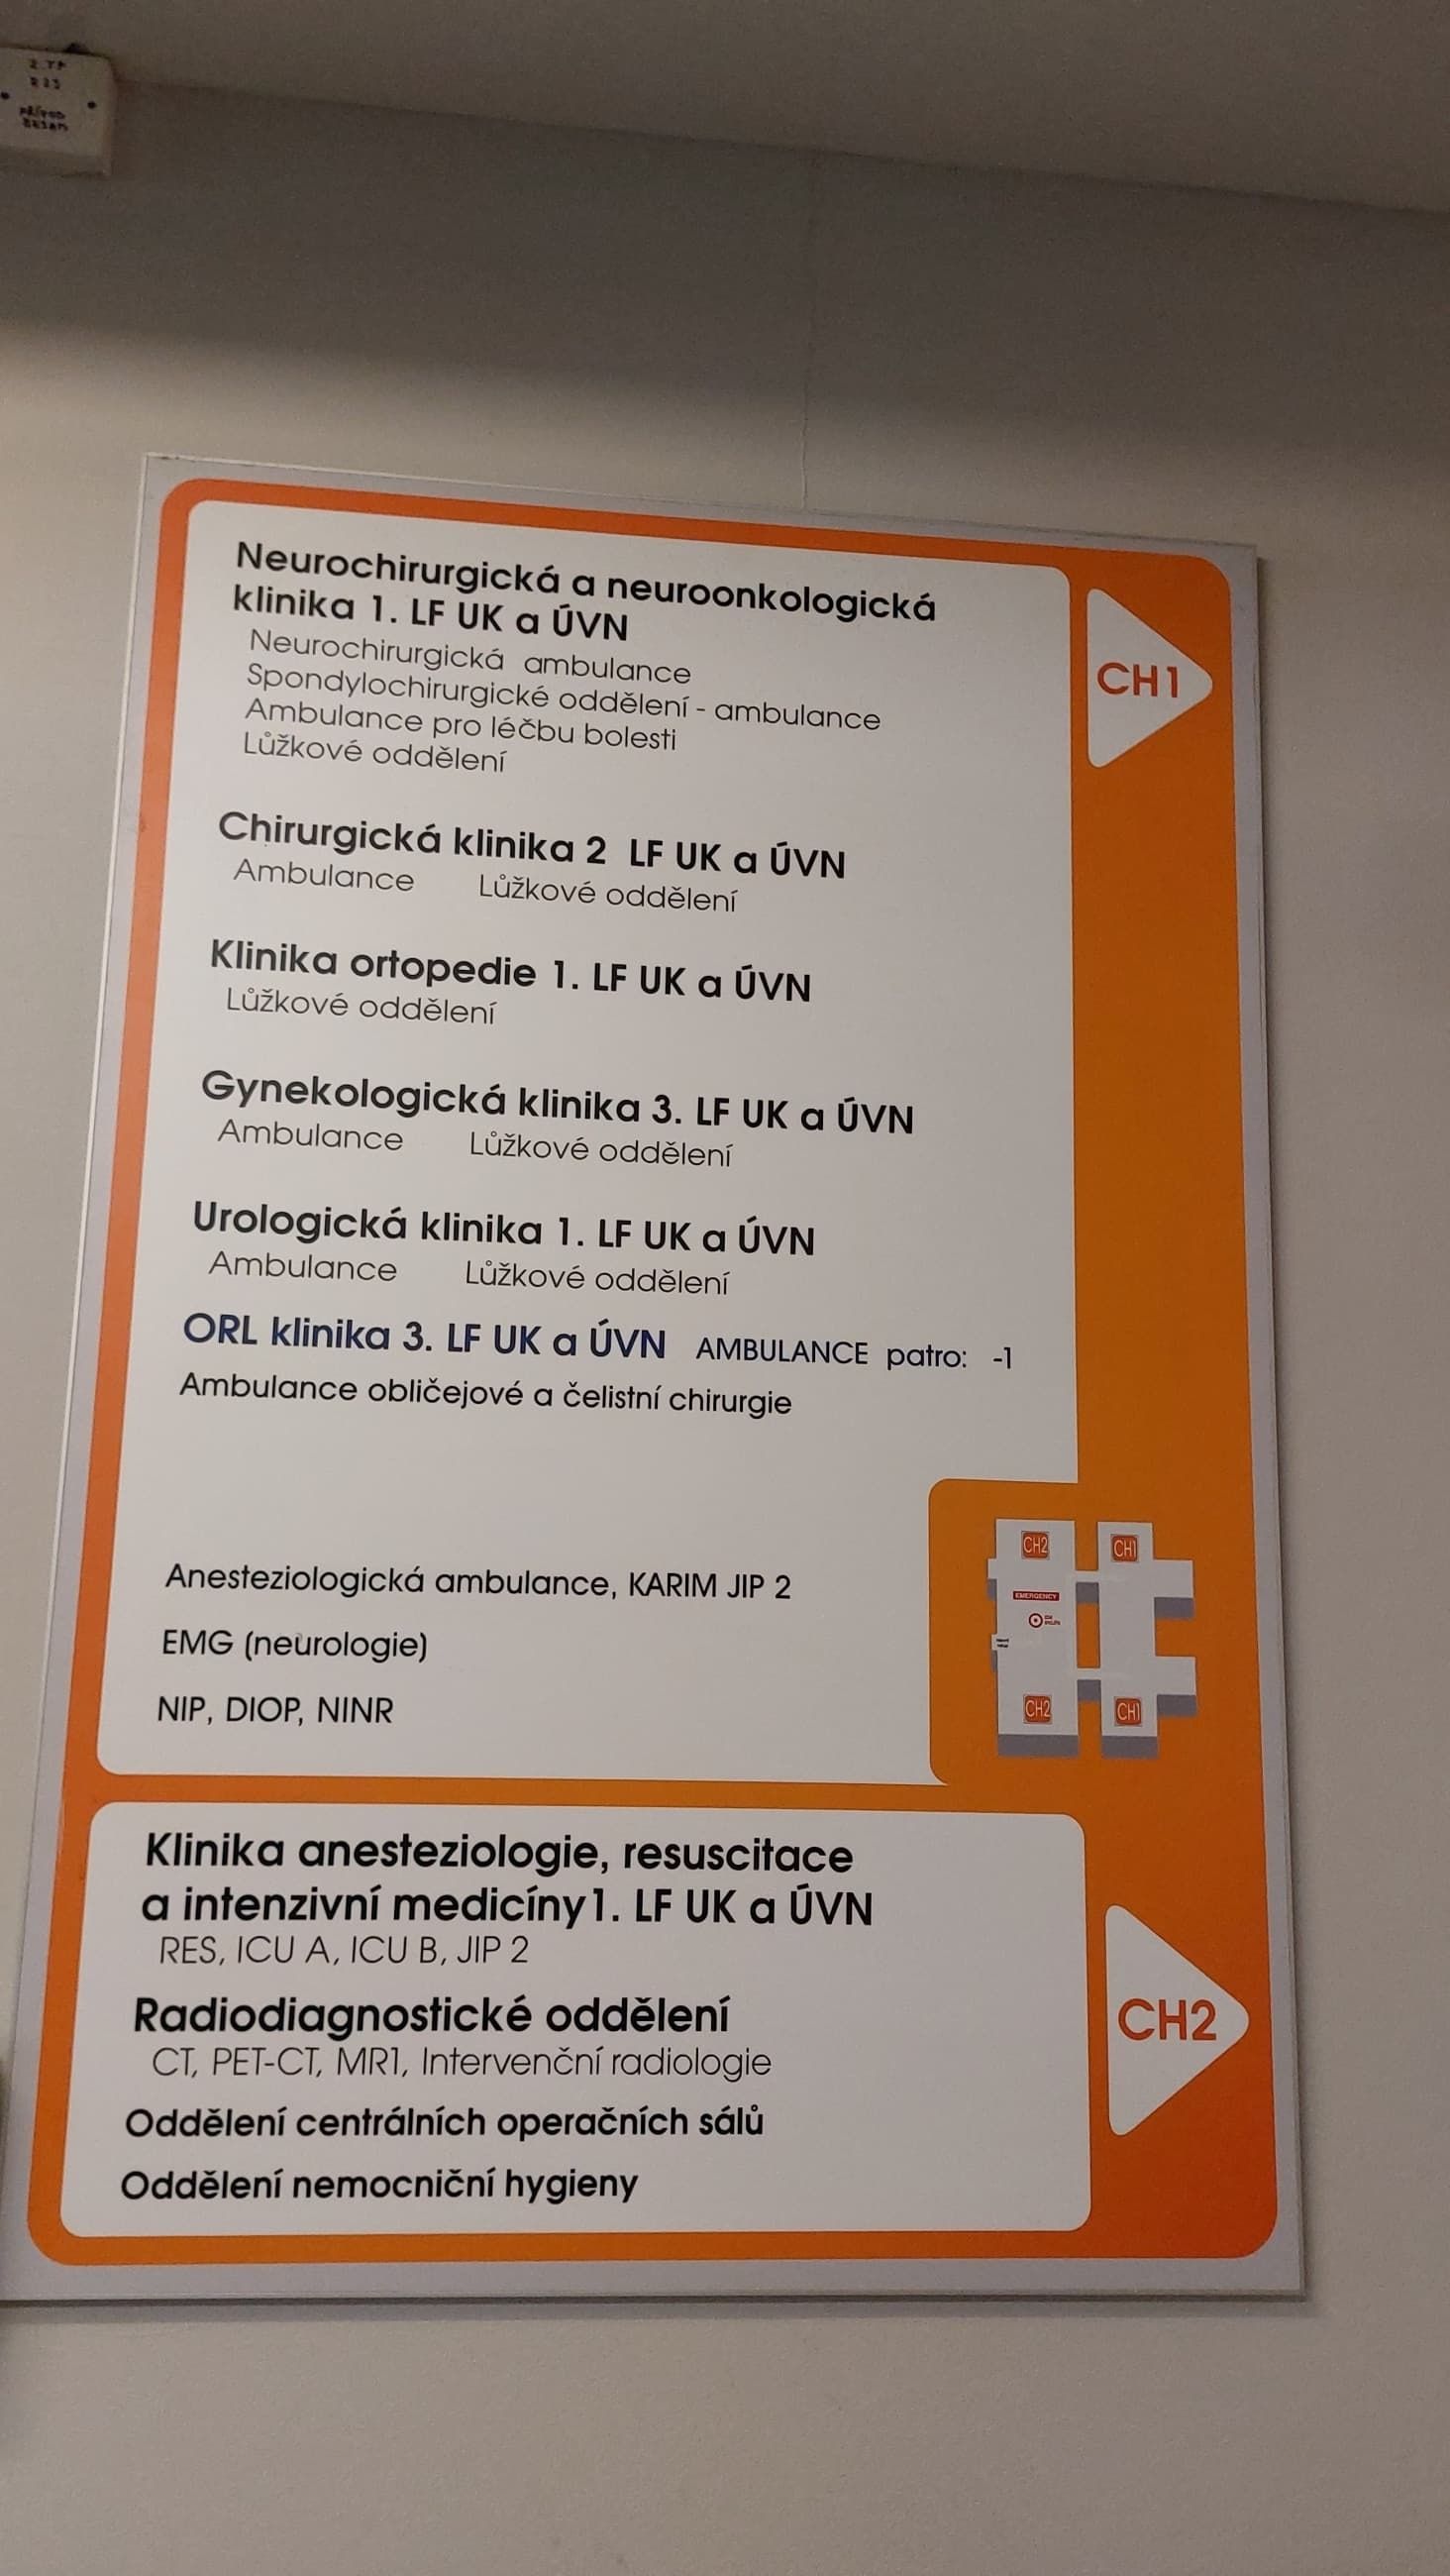 Neurochirurgická a neuroonkologická
klinika 1. LF UK a ÚVN
Neurochirurgická ambulance
Spondylochirurgické oddělení - ambulance
Ambulance pro léčbu bolesti
Lůžkové oddělení
CH1
Chirurgická klinika 2 LF UK a ÚVN
Ambulance Lůžkové oddělení
Klinika ortopedie 1. LF UK a ÚVN
Lůžkové oddělení
Gynekologická klinika 3. LF UK a ÚVN
Ambulance Lůžkové oddělení
Urologická klinika 1. LF UK a ÚVN
Ambulance Lůžkové oddělení
ORL klinika 3. LF UK a ÚVN AMBULANCE patro: -1
Ambulance obličejové a čelistní chirurgie
Anesteziologická ambulance, KARIM JIP 2
EMG (neurologie)
NIP, DIOP, NINR
CH2 CH1
EMERGENCY
CH2 CH1
Klinika anesteziologie, resuscitace
a intenzivní medicíny1. LF UK a ÚVN
RES, ICU A, ICU B, JIP 2
Radiodiagnostické oddělení
CT, PET-CT, MR1, Intervenční radiologie
Oddělení centrálních operačních sálů
Oddělení nemocniční hygieny
CH2